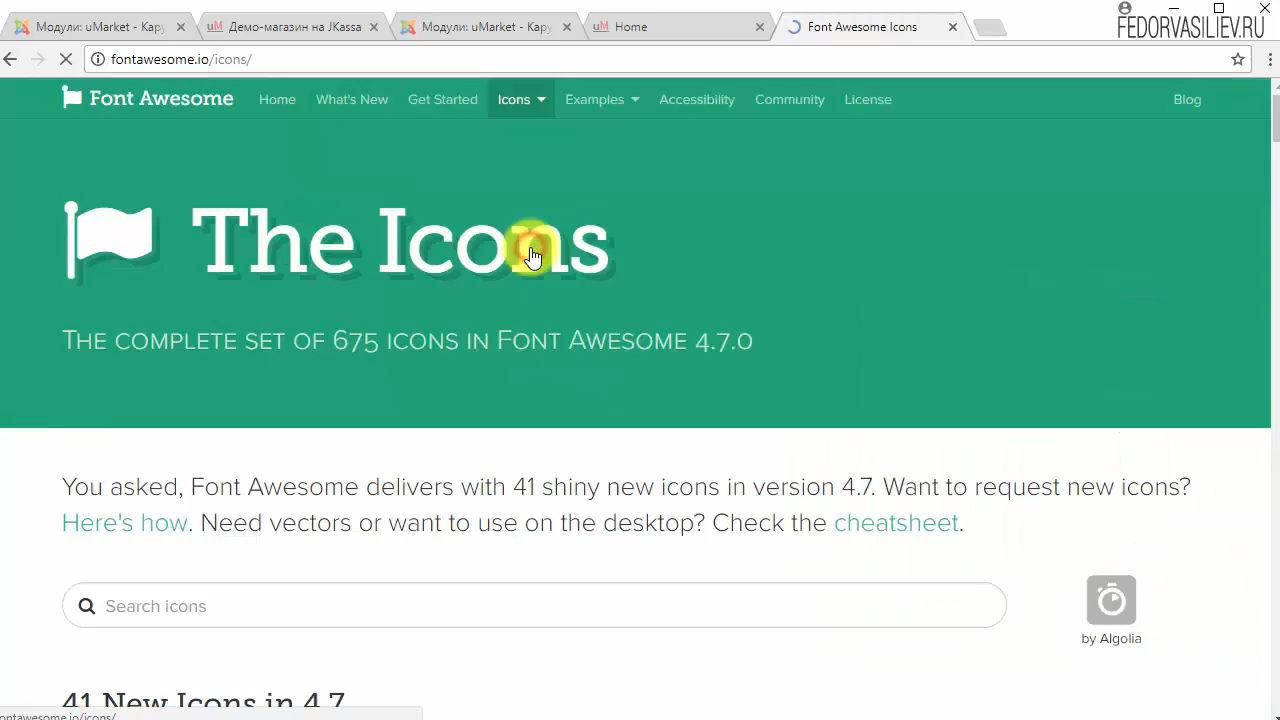 Модули: uMarket - Кару
Демо-магазин на JKassa
Модули: uMarket - Кару
Home
Font Awesome Icons
FEDORVASILIEV.RU
fontawesome.io/icons/
Font Awesome
Home
What's New
Get Started
Icons
Examples
Accessibility
Community
License
Blog
The Icons
The complete set of 675 icons in Font Awesome 4.7.0
You asked, Font Awesome delivers with 41 shiny new icons in version 4.7. Want to request new icons?
Here's how. Need vectors or want to use on the desktop? Check the cheatsheet.
Search icons
by Algolia
41 New Icons in 4.7
ontawesome.io/icons/